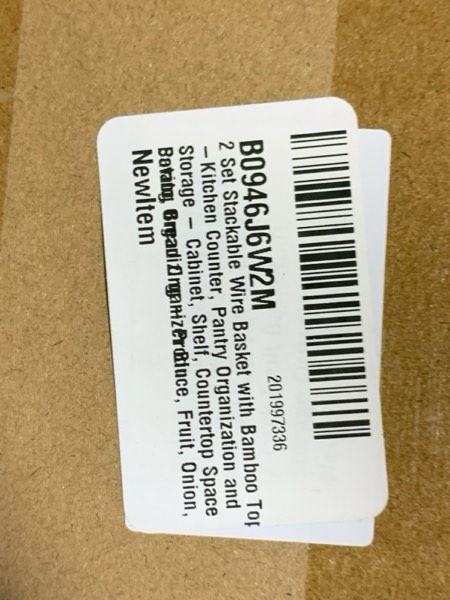 201997336
B0946J6W2M
2 Set Stackable Wire Basket with Bamboo Top
– Kitchen Counter, Pantry Organization and
Storage – Cabinet, Shelf, Countertop Space
Produce, Fruit, Onion,
NewItem